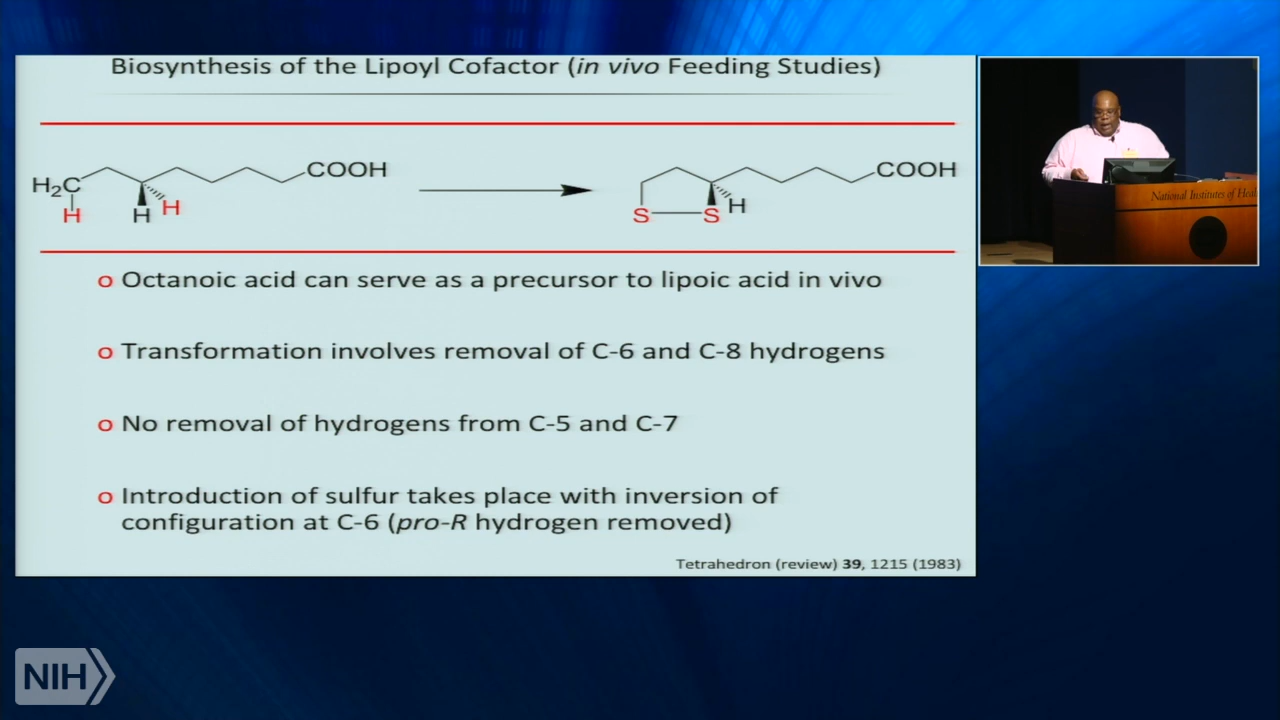 Biosynthesis of the Lipoyl Cofactor (in vivo Feeding Studies)
H₂C
H
H
H
COOH
S
S
H
COOH
o Octanoic acid can serve as a precursor to lipoic acid in vivo
o Transformation involves removal of C-6 and C-8 hydrogens
o No removal of hydrogens from C-5 and C-7
o Introduction of sulfur takes place with inversion of
configuration at C-6 (pro-R hydrogen removed)
Tetrahedron (review) 39, 1215 (1983)
National Institutes of Heal
NIH